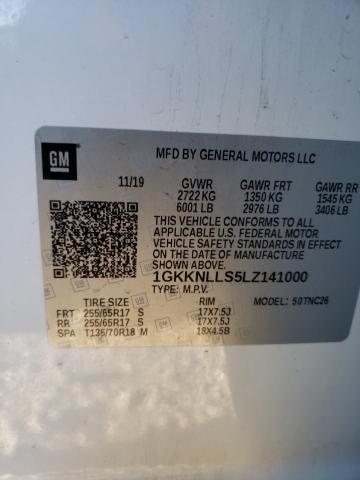 GM
MFD BY GENERAL MOTORS LLC
11/19 GVWR GAWR FRT GAWR RR
2722 KG 1350 KG 1545 KG
6001 LB 2976 LB 3406 LB
THIS VEHICLE CONFORMS TO ALL
APPLICABLE U.S. FEDERAL MOTOR
VEHICLE SAFETY STANDARDS IN
EFFECT ON THE DATE OF MANUFACTURE
SHOWN ABOVE.
1GKKNLLS5LZ141000
TYPE: M.P.V.
TIRE SIZE RIM MODEL: 50TNC26
FRT 255/65R17 S 17X7.5J
RR 255/65R17 S 17X7.5J
SPA T135/70R18 M 18X4.5B